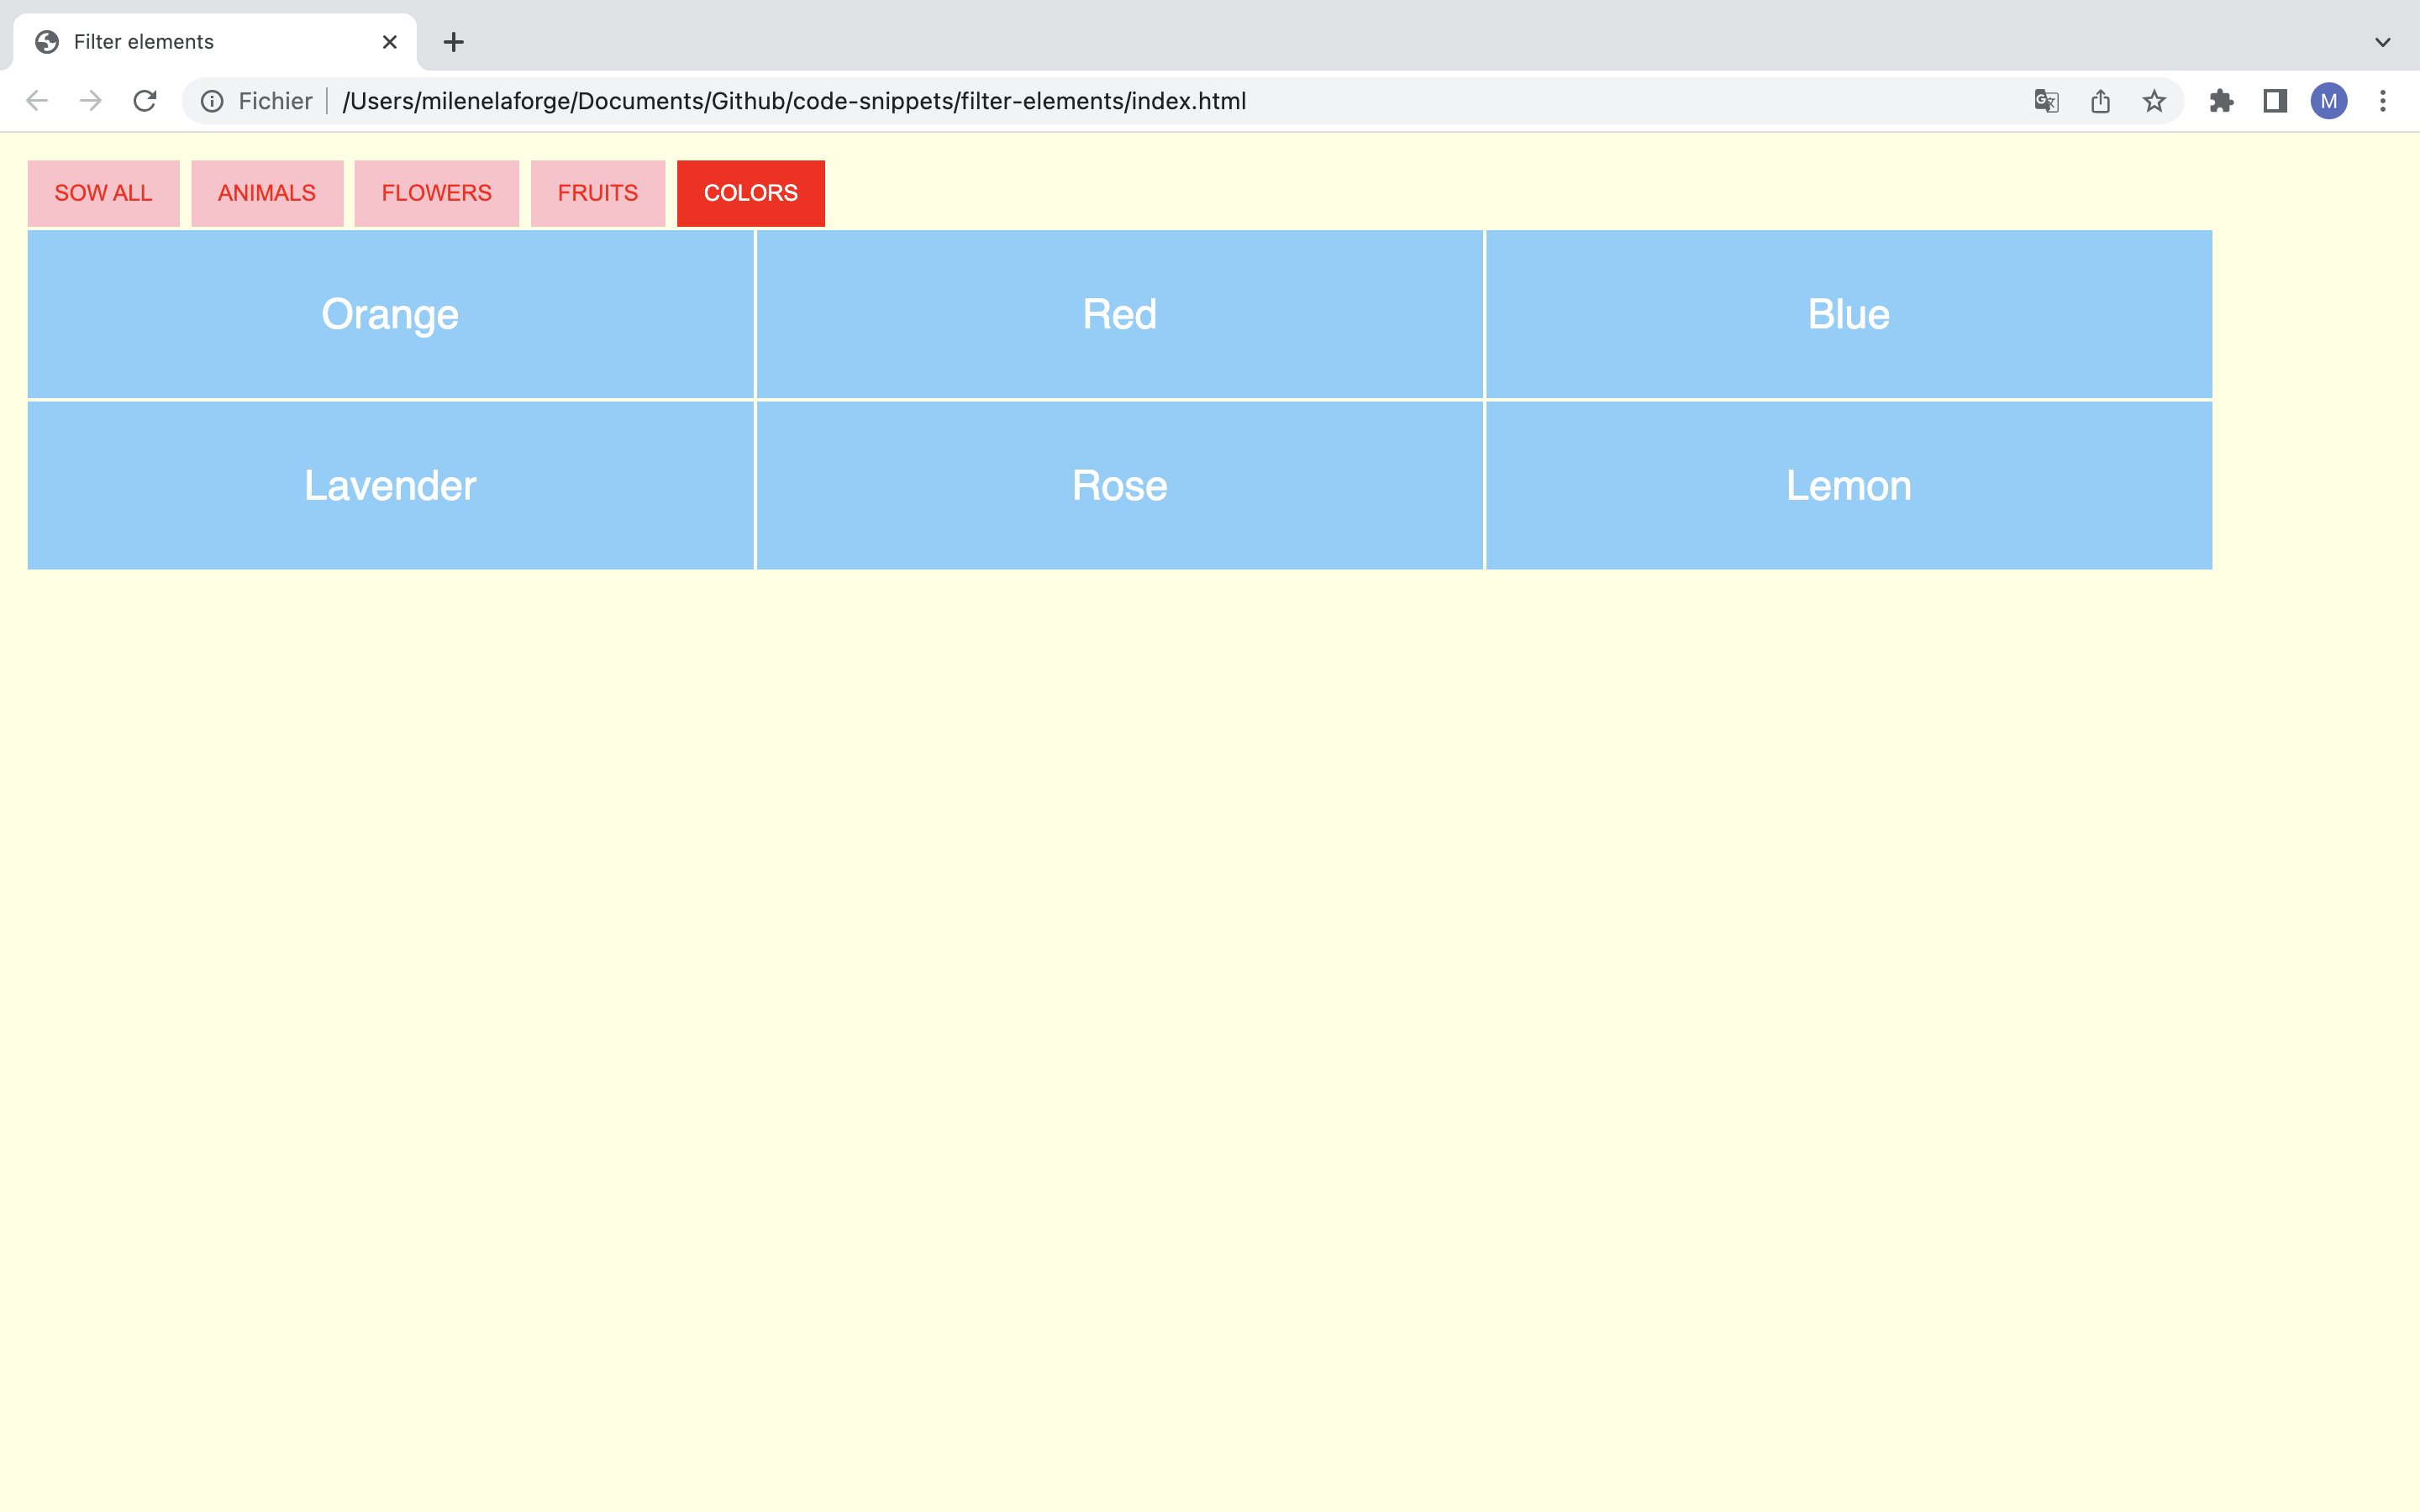 Filter elements
Fichier /Users/milenelaforge/Documents/Github/code-snippets/filter-elements/index.html M
SOW ALL ANIMALS FLOWERS FRUITS COLORS
Orange Red Blue
Lavender Rose Lemon